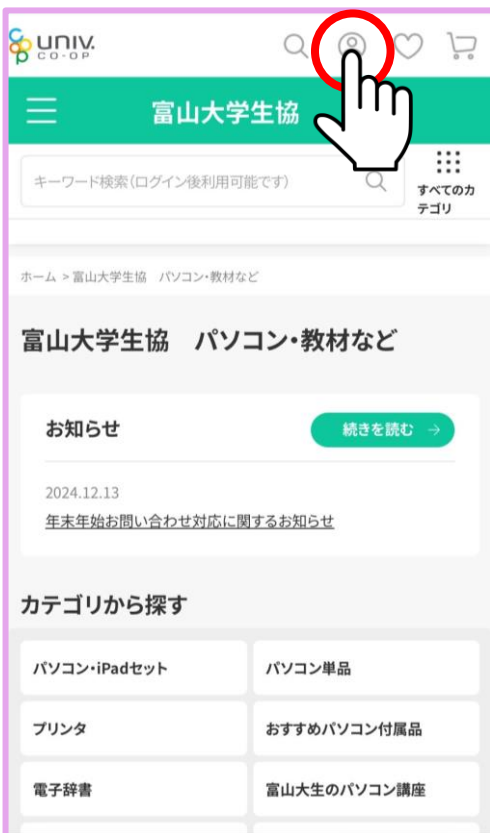 UNIV.
CO-OP
富山大学生協
キーワード検索(ログイン後利用可能です)
すべてのカ
テゴリ
ホーム > 富山大学生協　パソコン・教材など
富山大学生協　パソコン・教材など
お知らせ
続きを読む →
2024.12.13
年末年始お問い合わせ対応に関するお知らせ
カテゴリから探す
パソコン・iPadセット
パソコン単品
プリンタ
おすすめパソコン付属品
電子辞書
富山大生のパソコン講座